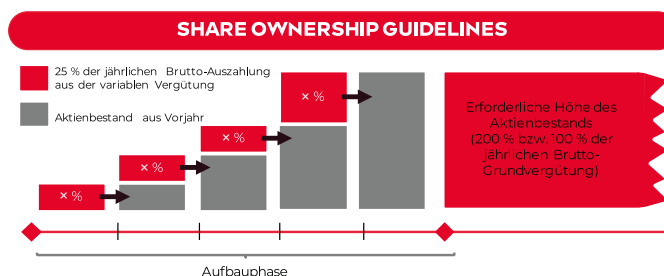 SHARE OWNERSHIP GUIDELINES
25 % der jährlichen Brutto-Auszahlung
aus der variablen Vergütung
Aktienbestand aus Vorjahr
× %
× %
× %
× %
Erforderliche Höhe des
Aktienbestands
(200 % bzw. 100 % der
jährlichen Brutto-
Grundvergütung)
Aufbauphase